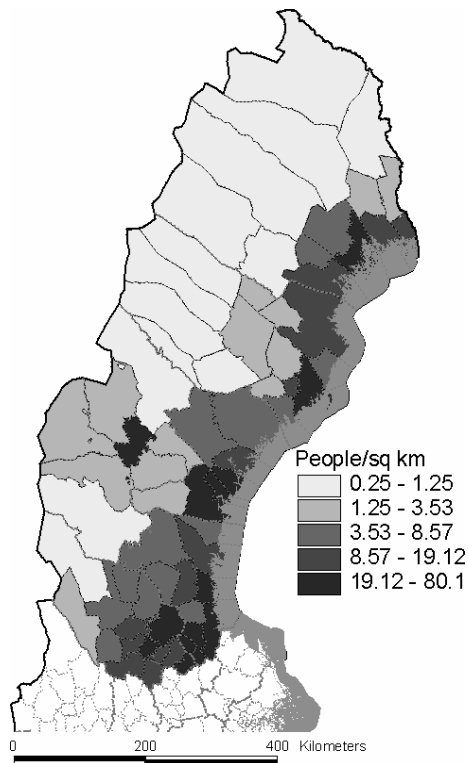 People/sq km
0.25 - 1.25
1.25 - 3.53
3.53 - 8.57
8.57 - 19.12
19.12 - 80.1
0 200 400 Kilometers